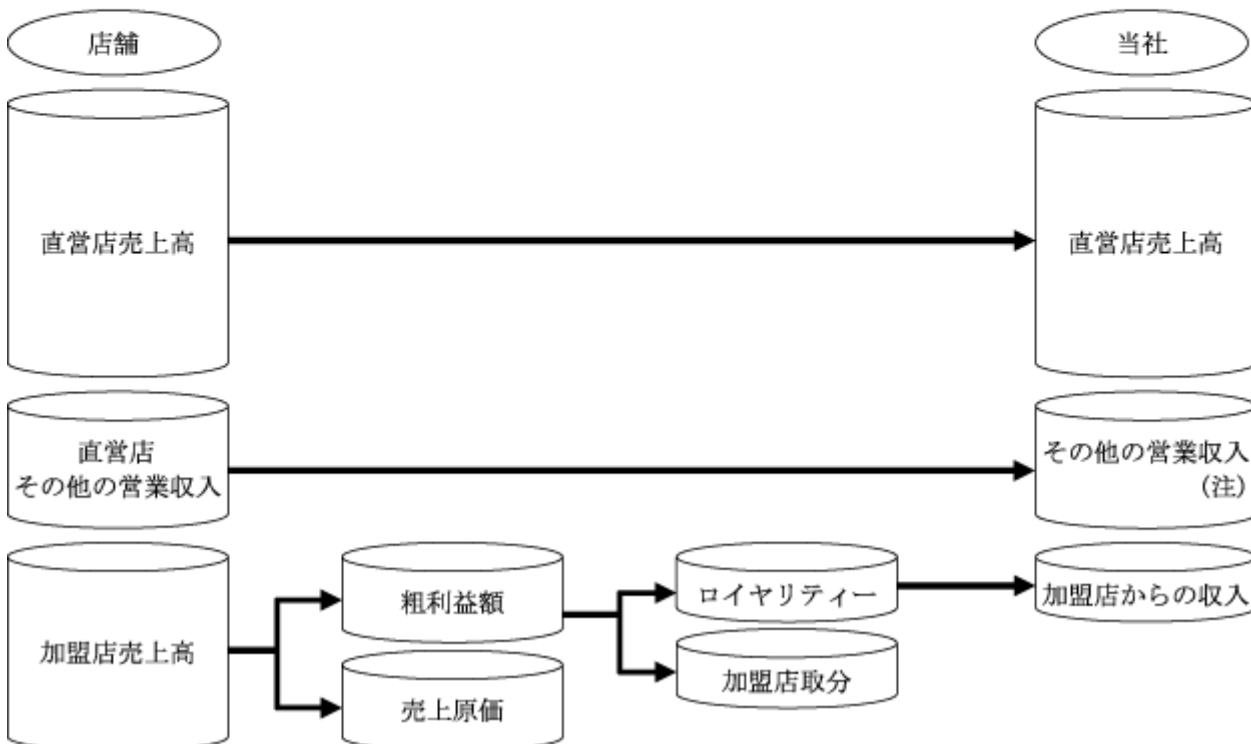 店舗
当社
直営店売上高
直営店売上高
直営店
その他の営業収入
その他の営業収入
(注)
加盟店売上高
粗利益額
売上原価
ロイヤリティー
加盟店取分
加盟店からの収入